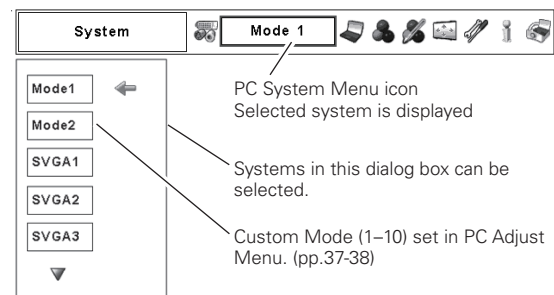 System
Mode 1
PC System Menu icon
Selected system is displayed
Mode1
Mode2
Systems in this dialog box can be
selected.
SVGA1
SVGA2
SVGA3
Custom Mode (1–10) set in PC Adjust
Menu. (pp.37-38)